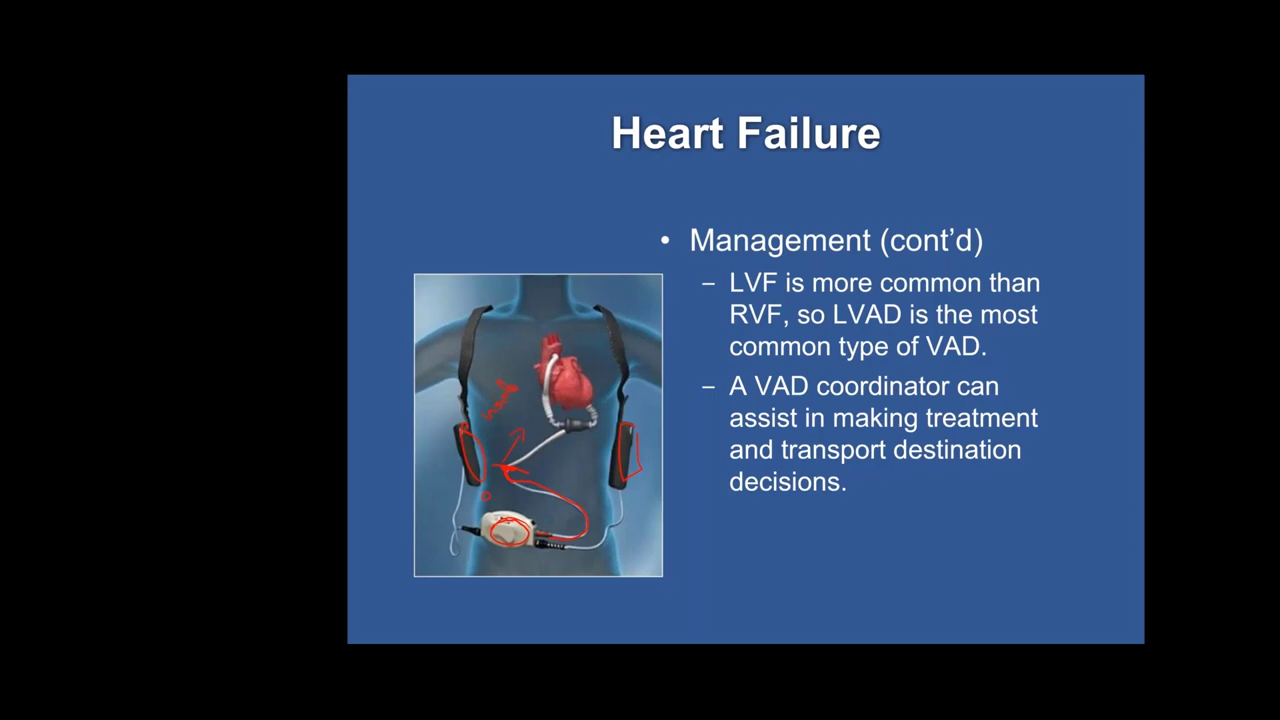 Heart Failure
• Management (cont’d)
– LVF is more common than
RVF, so LVAD is the most
common type of VAD.
– A VAD coordinator can
assist in making treatment
and transport destination
decisions.